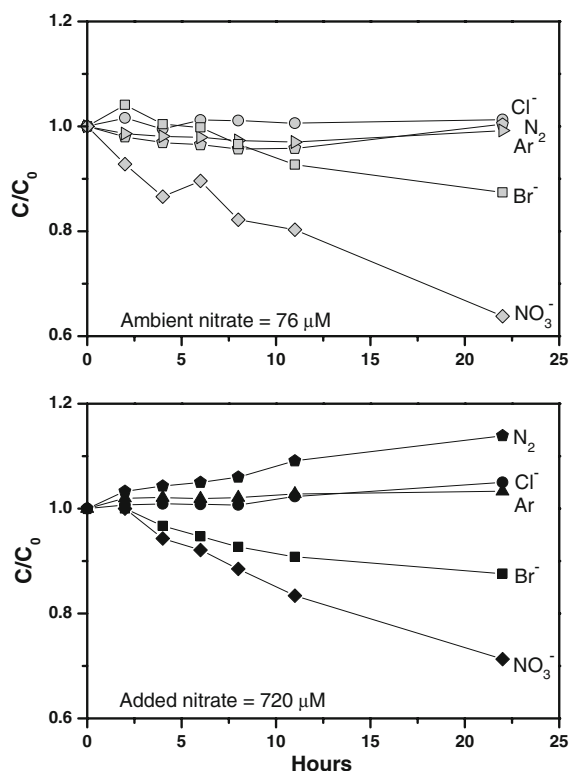 1.2
1.0
0.8
0.6
C/C₀
Cl⁻
N₂
Ar
Br⁻
NO₃⁻
Ambient nitrate = 76 μM
0 5 10 15 20 25
1.2
1.0
0.8
0.6
C/C₀
N₂
Cl⁻
Ar
Br⁻
NO₃⁻
Added nitrate = 720 μM
0 5 10 15 20 25
Hours